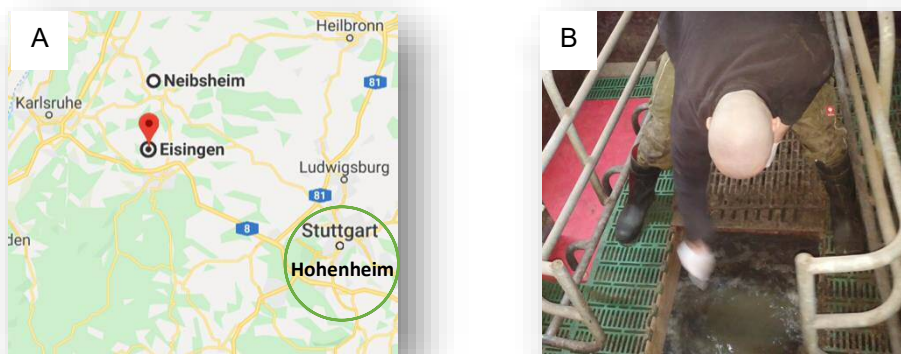 A
B
Heilbronn
81
Neibsheim
Karlsruhe
Eisingen
Ludwigsburg
81
8
Stuttgart
Hohenheim
den